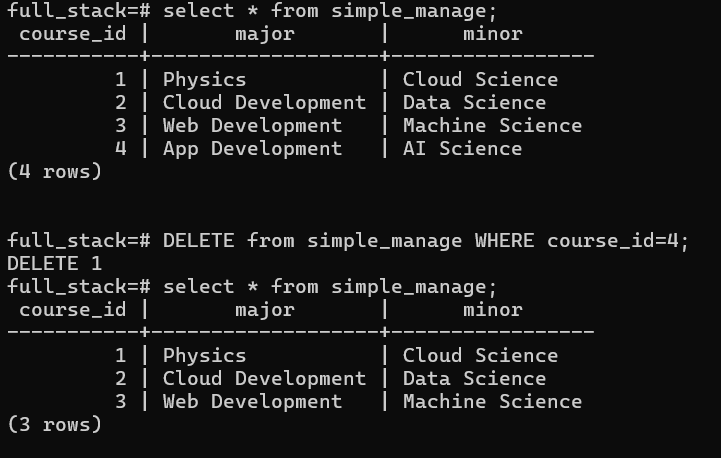 full_stack=# select * from simple_manage;
 course_id |       major       |      minor
-----------+-------------------+-----------------
         1 | Physics           | Cloud Science
         2 | Cloud Development | Data Science
         3 | Web Development   | Machine Science
         4 | App Development   | AI Science
(4 rows)
full_stack=# DELETE from simple_manage WHERE course_id=4;
DELETE 1
full_stack=# select * from simple_manage;
 course_id |       major       |      minor
-----------+-------------------+-----------------
         1 | Physics           | Cloud Science
         2 | Cloud Development | Data Science
         3 | Web Development   | Machine Science
(3 rows)